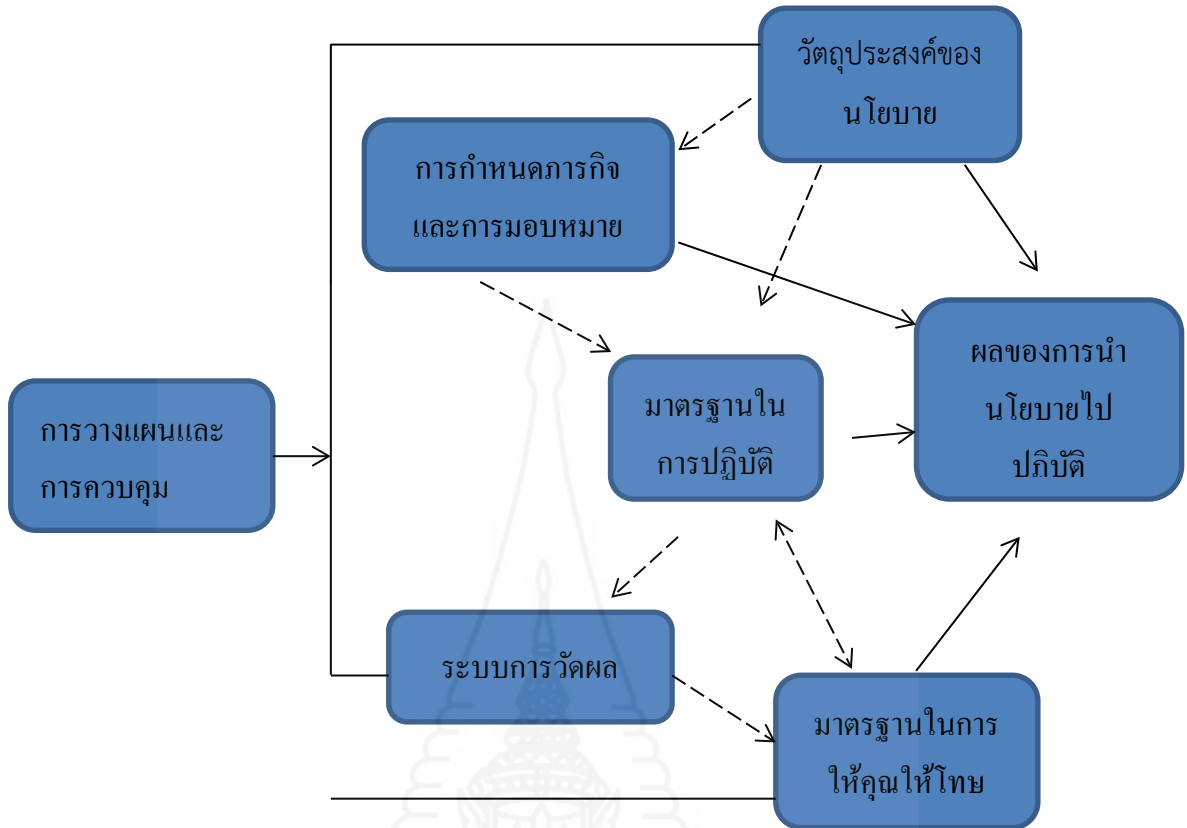 วัตถุประสงค์ของ
นโยบาย
การกำหนดภารกิจ
และการมอบหมาย
ผลของการนำ
นโยบายไป
ปภิบัติ
มาตรฐานใน
การปฏิบัติ
การวางแผนและ
การควบคุม
ระบบการวัดผล
มาตรฐานในการ
ให้คุณให้โทษ